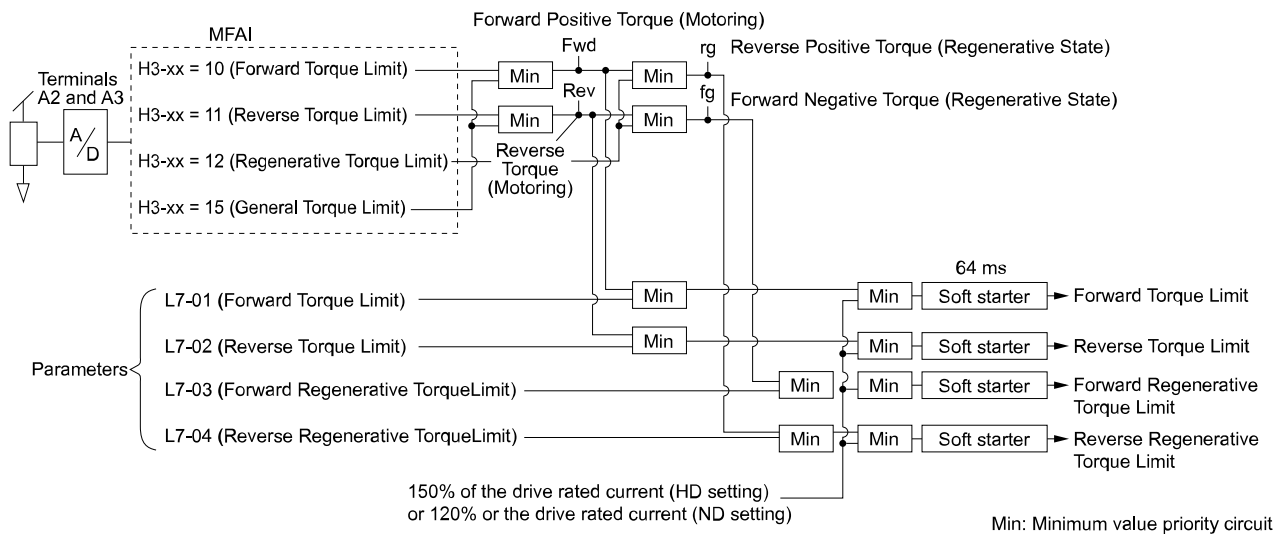 Forward Positive Torque (Motoring)
MFAI
Fwd
rg
Reverse Positive Torque (Regenerative State)
Terminals
A2 and A3
H3-xx = 10 (Forward Torque Limit)
Min
Min
Rev
fg
Forward Negative Torque (Regenerative State)
A/D
H3-xx = 11 (Reverse Torque Limit)
Min
Min
H3-xx = 12 (Regenerative Torque Limit)
Reverse
Torque
(Motoring)
H3-xx = 15 (General Torque Limit)
64 ms
Parameters
L7-01 (Forward Torque Limit)
Min
Min
Soft starter
Forward Torque Limit
L7-02 (Reverse Torque Limit)
Min
Min
Soft starter
Reverse Torque Limit
L7-03 (Forward Regenerative TorqueLimit)
Min
Min
Soft starter
Forward Regenerative
Torque Limit
L7-04 (Reverse Regenerative TorqueLimit)
Min
Min
Soft starter
Reverse Regenerative
Torque Limit
150% of the drive rated current (HD setting)
or 120% or the drive rated current (ND setting)
Min: Minimum value priority circuit